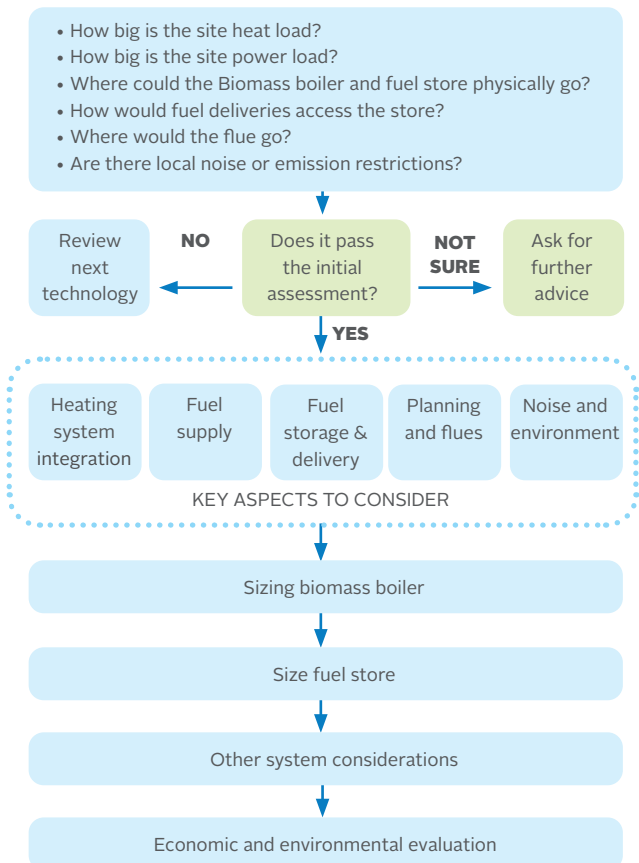 • How big is the site heat load?
• How big is the site power load?
• Where could the Biomass boiler and fuel store physically go?
• How would fuel deliveries access the store?
• Where would the flue go?
• Are there local noise or emission restrictions?
Review
next
technology
NO
Does it pass
the initial
assessment?
NOT
SURE
Ask for
further
advice
YES
Heating
system
integration
Fuel
supply
Fuel
storage &
delivery
Planning
and flues
Noise and
environment
KEY ASPECTS TO CONSIDER
Sizing biomass boiler
Size fuel store
Other system considerations
Economic and environmental evaluation